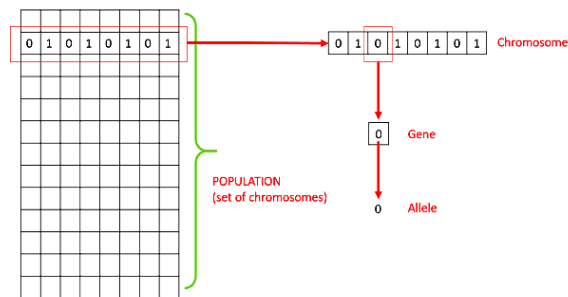 0 1 0 1 0 1 0 1
0 1 0 1 0 1 0 1
Chromosome
0
Gene
POPULATION
(set of chromosomes)
0
Allele